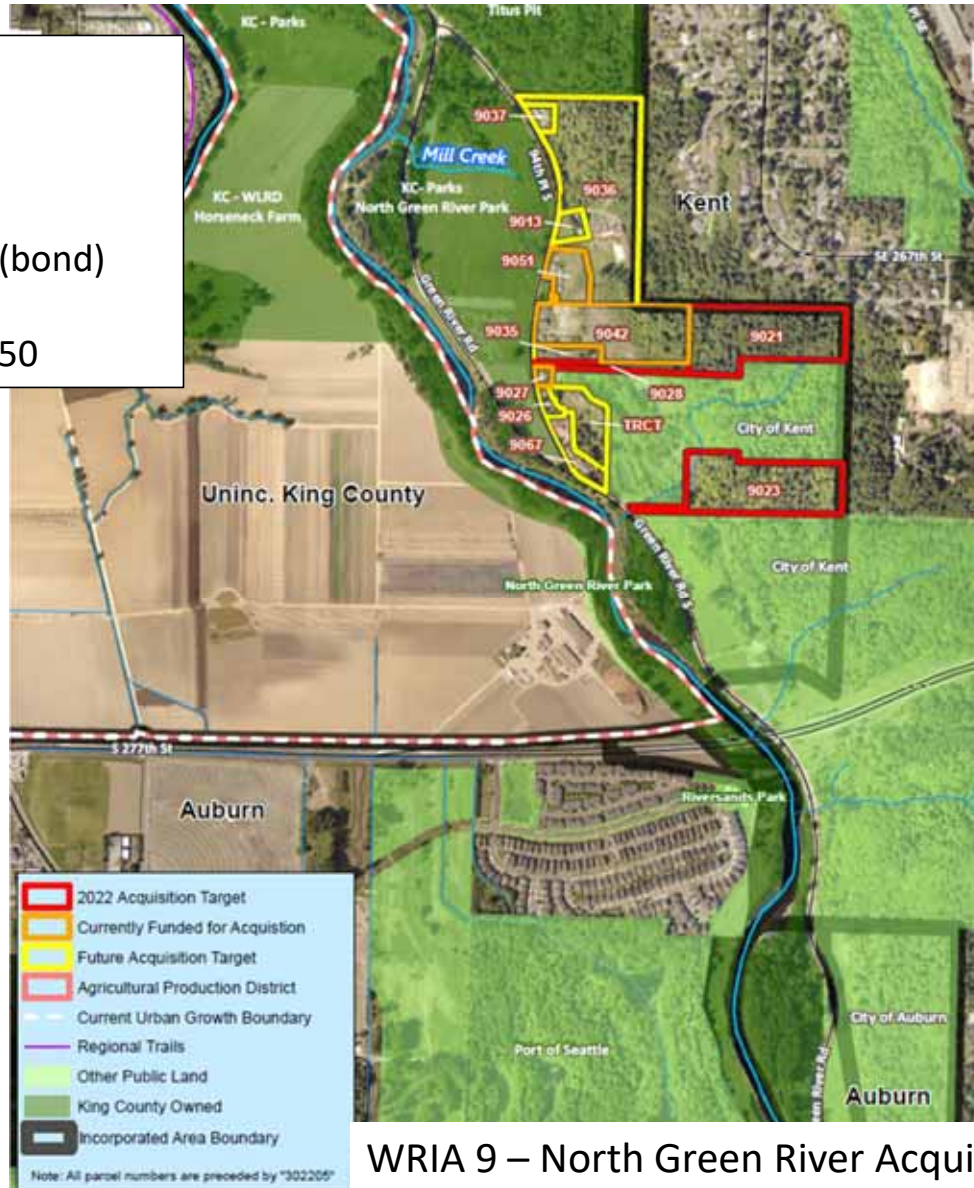 Titus Pit
KC - Parks
(bond)
50
9037
Mill Creek
94th Pl S
9036
Kent
KC - WLRD
Horseneck Farm
KC- Parks
North Green River Park
9013
9051
SE 267th St
Green River Rd
9035
9042
9021
9027
9028
9026
TRCT
City of Kent
9067
9023
Uninc. King County
Green River Rd S
City of Kent
North Green River Park
S 277th St
Auburn
Riversands Park
2022 Acquisition Target
Currently Funded for Acquistion
Future Acquisition Target
Agricultural Production District
Current Urban Growth Boundary
Regional Trails
Other Public Land
King County Owned
Incorporated Area Boundary
Note: All parcel numbers are preceded by "302205"
Port of Seattle
City of Auburn
en River Rd
Auburn
WRIA 9 – North Green River Acqui